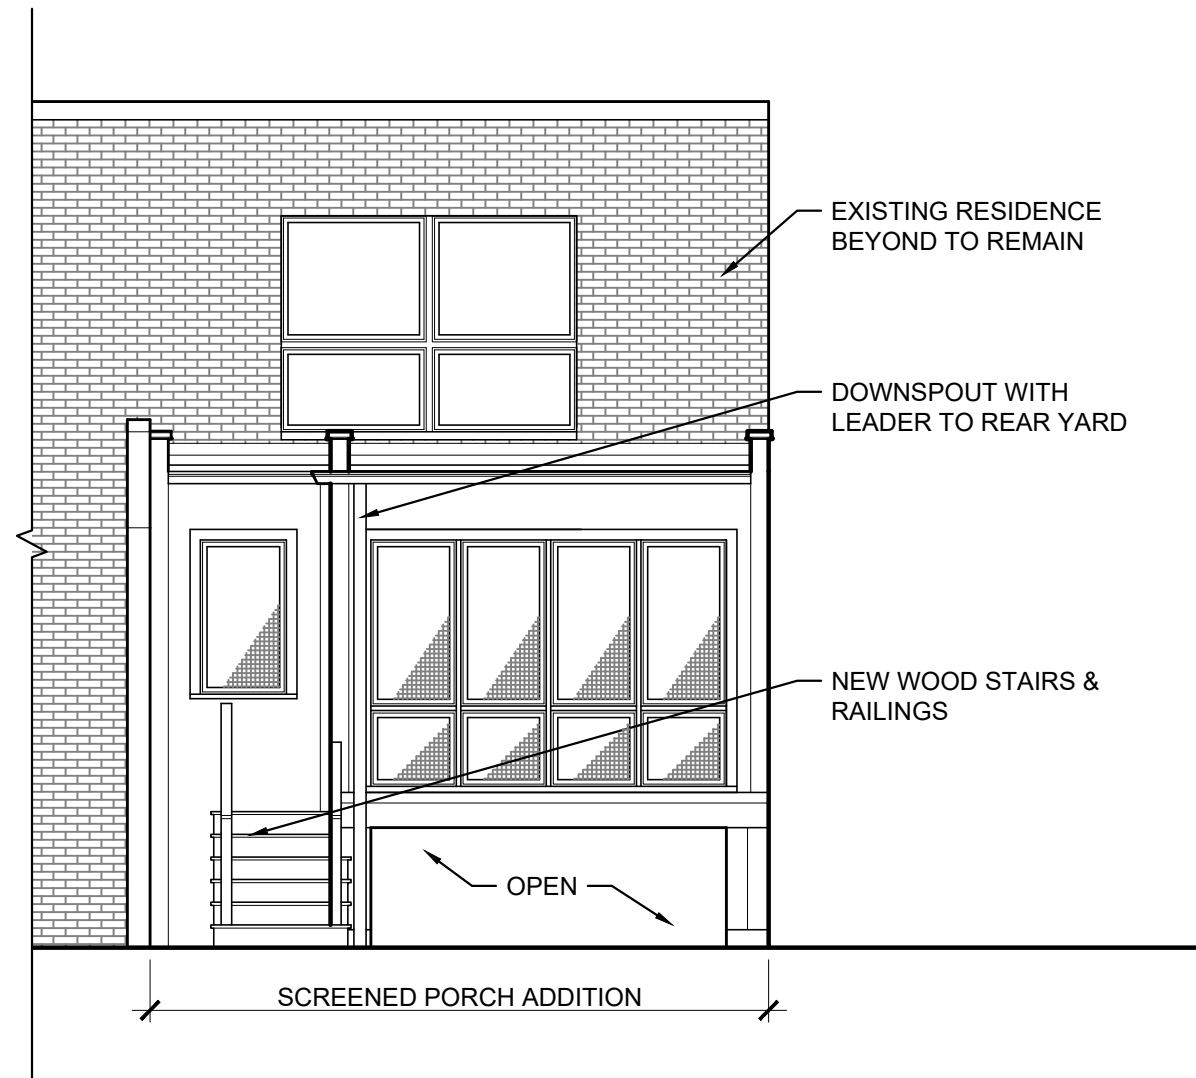 EXISTING RESIDENCE
BEYOND TO REMAIN
DOWNSPOUT WITH
LEADER TO REAR YARD
NEW WOOD STAIRS &
RAILINGS
OPEN
SCREENED PORCH ADDITION